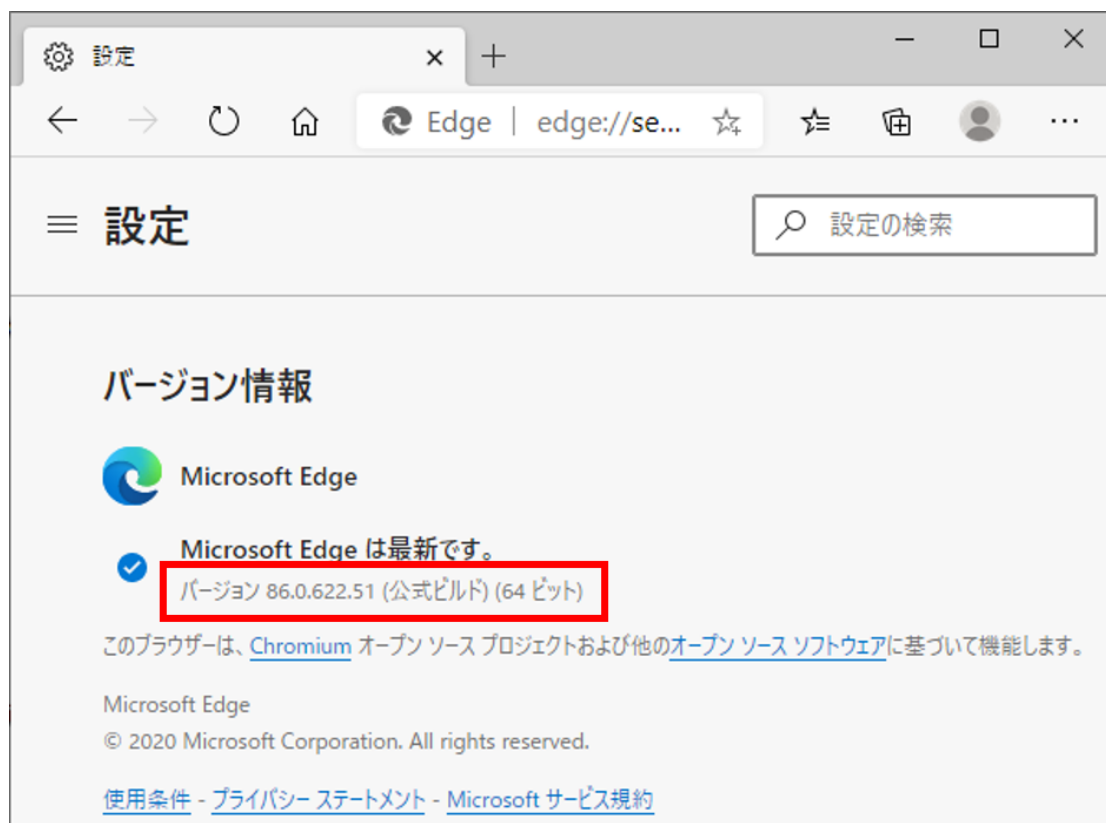 設定
Edge | edge://se...
設定
設定の検索
バージョン情報
Microsoft Edge
Microsoft Edge は最新です。
バージョン 86.0.622.51 (公式ビルド) (64 ビット)
このブラウザーは、Chromium オープン ソース プロジェクトおよび他のオープン ソース ソフトウェアに基づいて機能します。
Microsoft Edge
© 2020 Microsoft Corporation. All rights reserved.
使用条件 - プライバシー ステートメント - Microsoft サービス規約